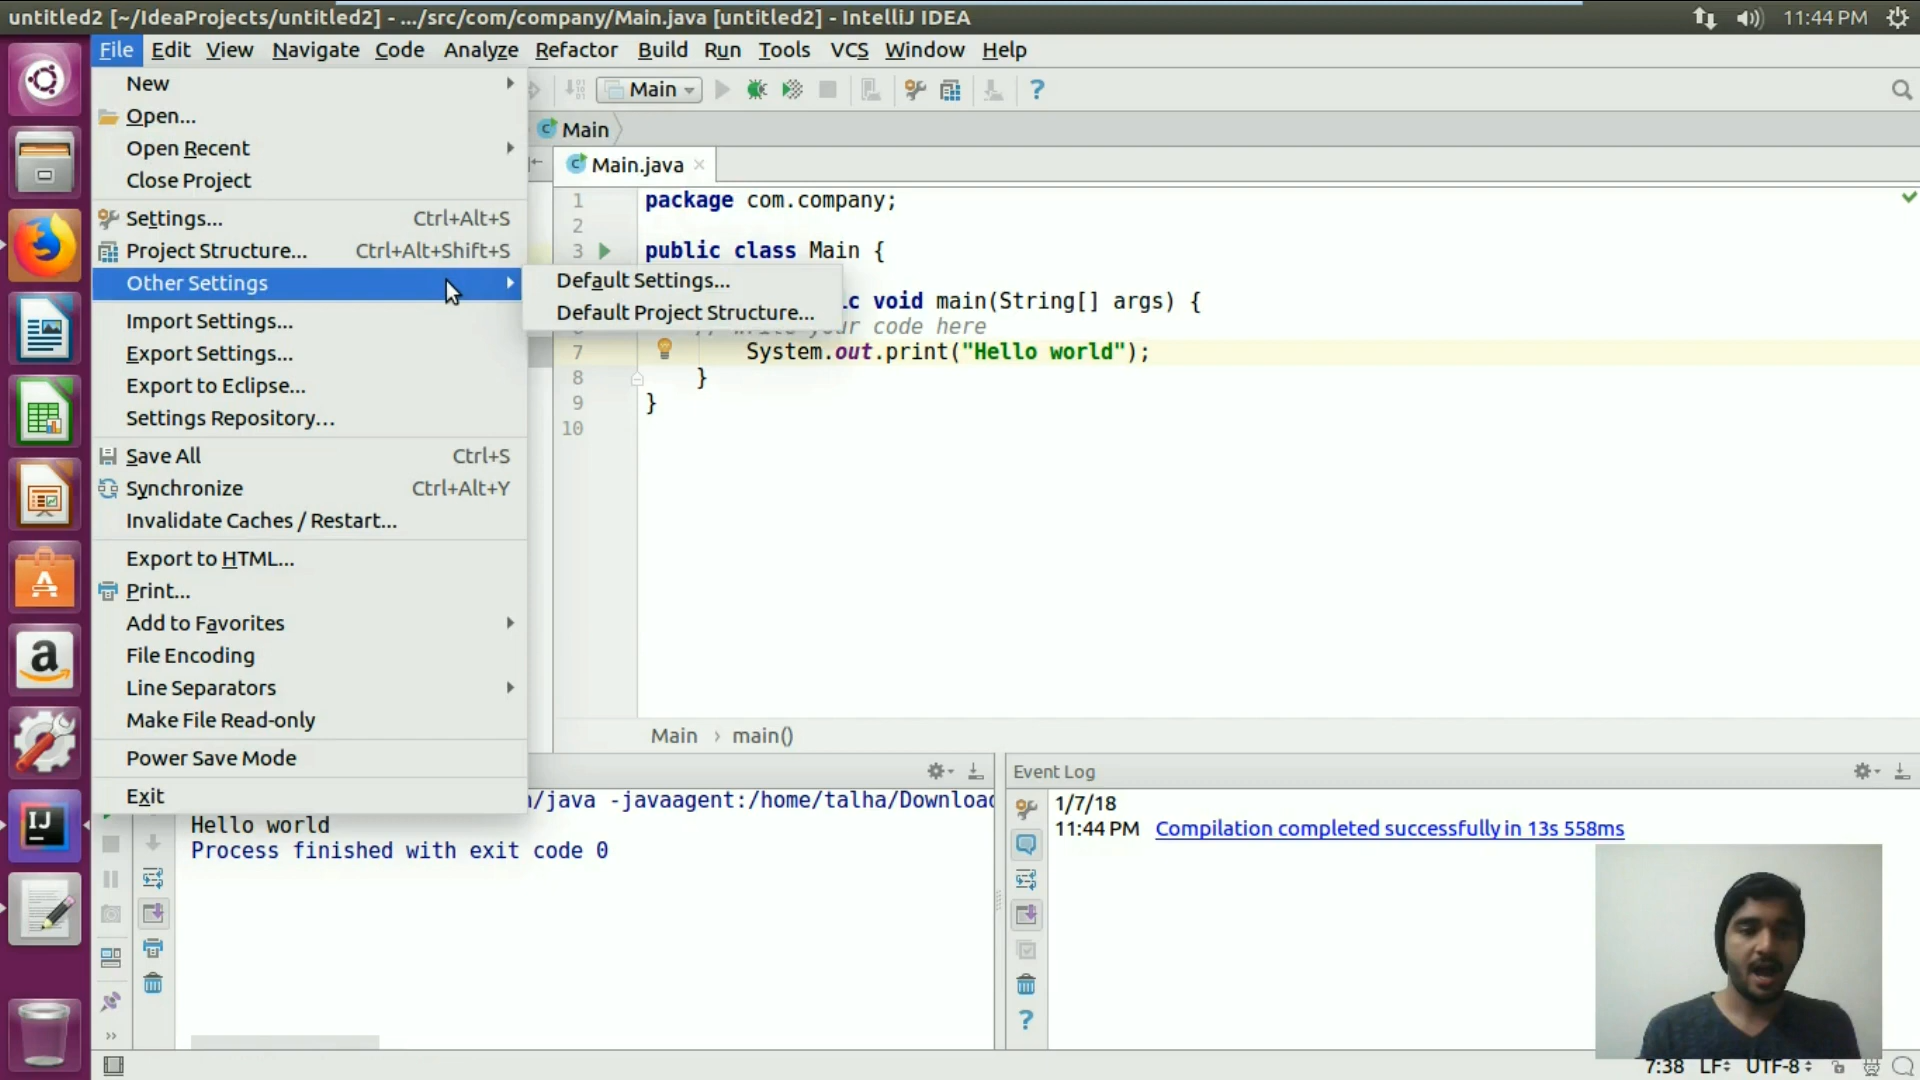 untitled2 [~/IdeaProjects/untitled2] - .../src/com/company/Main.java [untitled2] - IntelliJ IDEA
11:44 PM
File Edit View Navigate Code Analyze Refactor Build Run Tools VCS Window Help
New
Open...
Open Recent
Close Project
Settings... Ctrl+Alt+S
Project Structure... Ctrl+Alt+Shift+S
Other Settings
Import Settings...
Export Settings...
Export to Eclipse...
Settings Repository...
Save All Ctrl+S
Synchronize Ctrl+Alt+Y
Invalidate Caches / Restart...
Export to HTML...
Print...
Add to Favorites
File Encoding
Line Separators
Make File Read-only
Power Save Mode
Exit
Default Settings...
Default Project Structure...
Main
Main
Main.java
1 package com.company;
2
3 public class Main {
c void main(String[] args) {
your code here
7 System.out.print("Hello world");
8 }
9 }
10
Main › main()
/java -javaagent:/home/talha/Downloa
Hello world
Process finished with exit code 0
Event Log
1/7/18
11:44 PM Compilation completed successfully in 13s 558ms
7:38 LF UTF-8
IJ
a